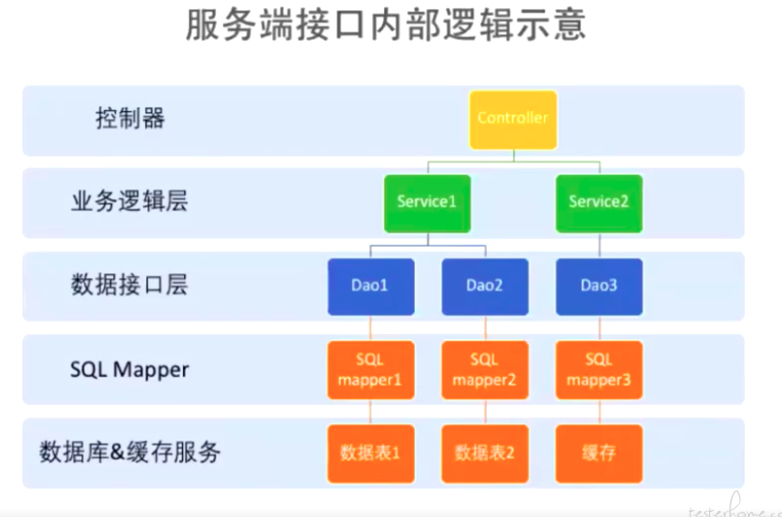 服务端接口内部逻辑示意
控制器
Controller
业务逻辑层
Service1
Service2
数据接口层
Dao1
Dao2
Dao3
SQL Mapper
SQL
mapper1
SQL
mapper2
SQL
mapper3
数据库&缓存服务
数据表1
数据表2
缓存